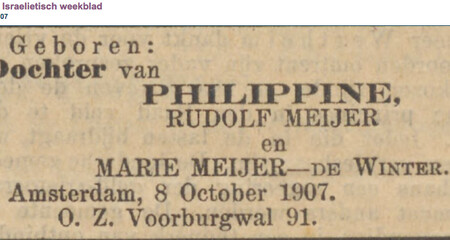 Israelietisch weekblad
07
Geboren:
Dochter van
PHILIPPINE,
RUDOLF MEIJER
en
MARIE MEIJER—DE WINTER.
Amsterdam, 8 October 1907.
O. Z. Voorburgwal 91.